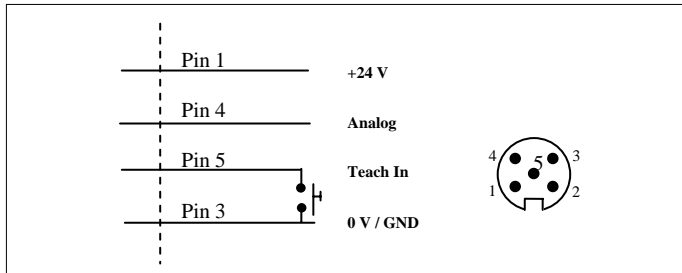 Pin 1 +24 V
Pin 4 Analog
Pin 5 Teach In
Pin 3 0 V / GND
4 5 3
1 2